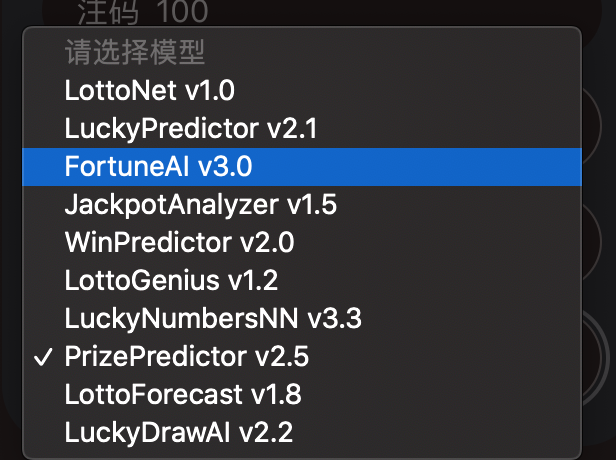 注码 100
请选择模型
LottoNet v1.0
LuckyPredictor v2.1
FortuneAI v3.0
JackpotAnalyzer v1.5
WinPredictor v2.0
LottoGenius v1.2
LuckyNumbersNN v3.3
✓ PrizePredictor v2.5
LottoForecast v1.8
LuckyDrawAI v2.2